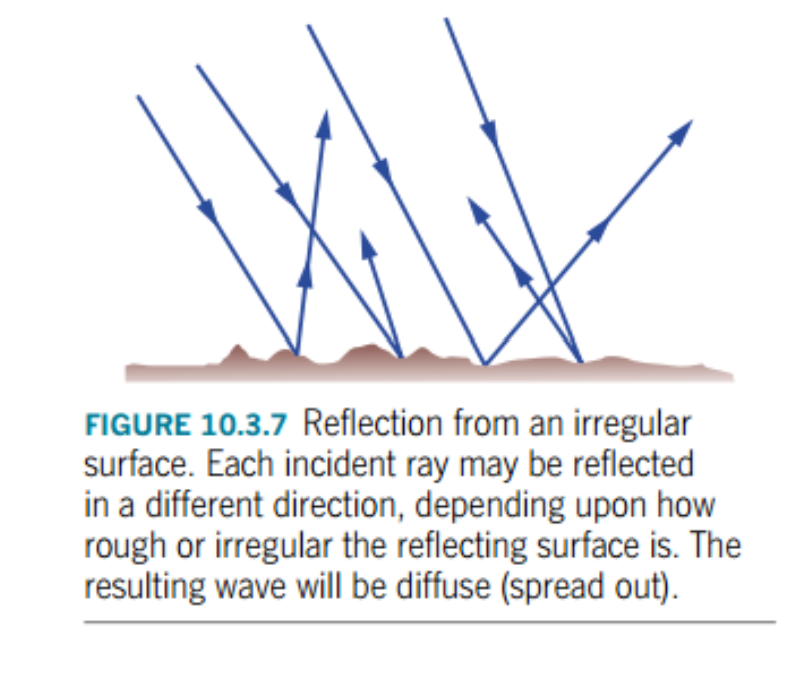 FIGURE 10.3.7 Reflection from an irregular
surface. Each incident ray may be reflected
in a different direction, depending upon how
rough or irregular the reflecting surface is. The
resulting wave will be diffuse (spread out).